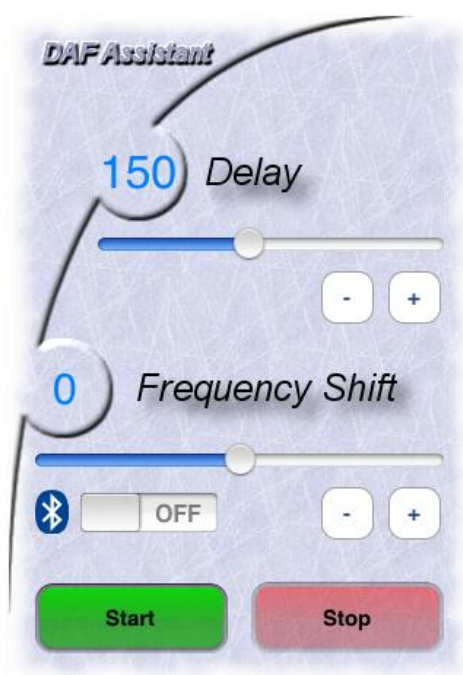 DAF Assistant
150 Delay
- +
0 Frequency Shift
OFF - +
Start Stop